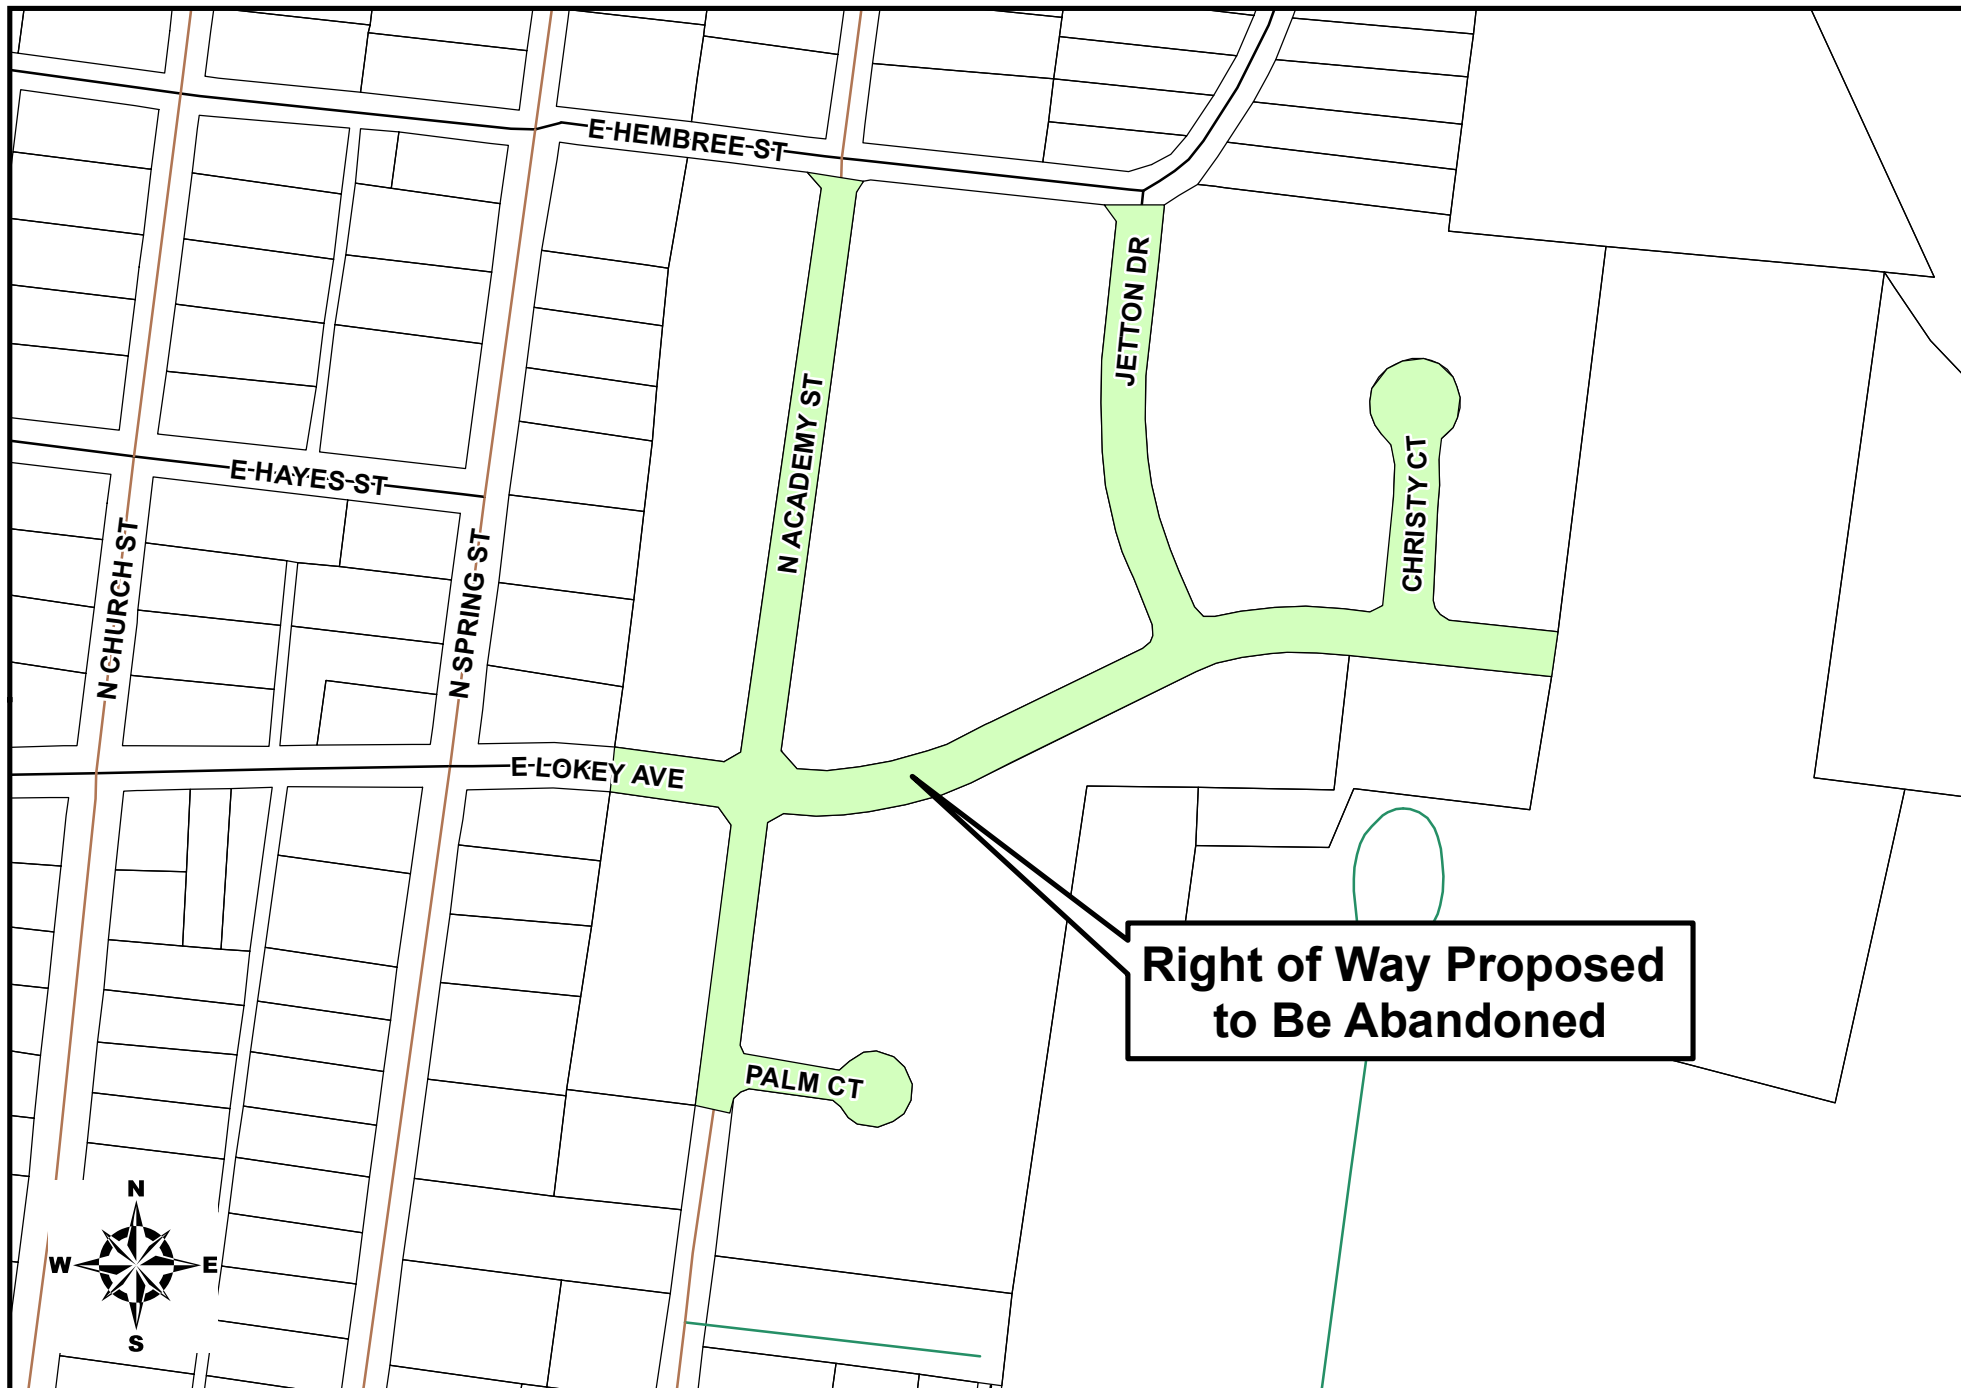 E HEMBREE ST
JETTON DR
N ACADEMY ST
CHRISTY CT
E HAYES ST
N CHURCH ST
N SPRING ST
E LOKEY AVE
Right of Way Proposed
to Be Abandoned
PALM CT
N
W
E
S